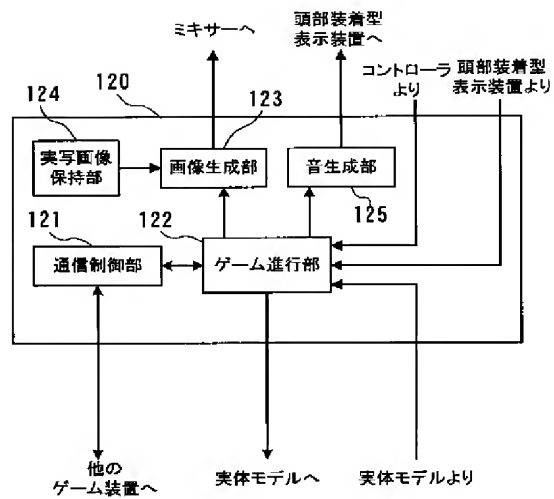 ミキサーへ
頭部装着型
表示装置へ
コントローラ
より
頭部装着型
表示装置より
124
120
123
実写画像
保持部
画像生成部
音生成部
125
121
122
通信制御部
ゲーム進行部
他の
ゲーム装置へ
実体モデルへ
実体モデルより